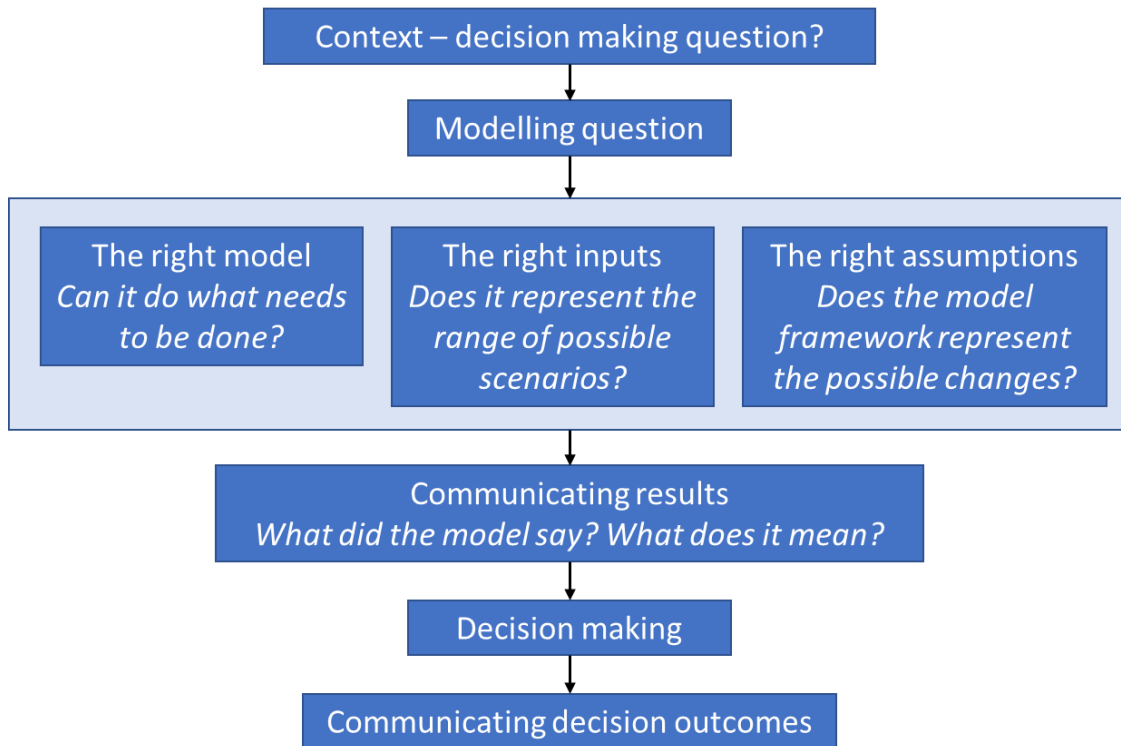 Context – decision making question?
Modelling question
The right model
Can it do what needs
to be done?
The right inputs
Does it represent the
range of possible
scenarios?
The right assumptions
Does the model
framework represent
the possible changes?
Communicating results
What did the model say? What does it mean?
Decision making
Communicating decision outcomes